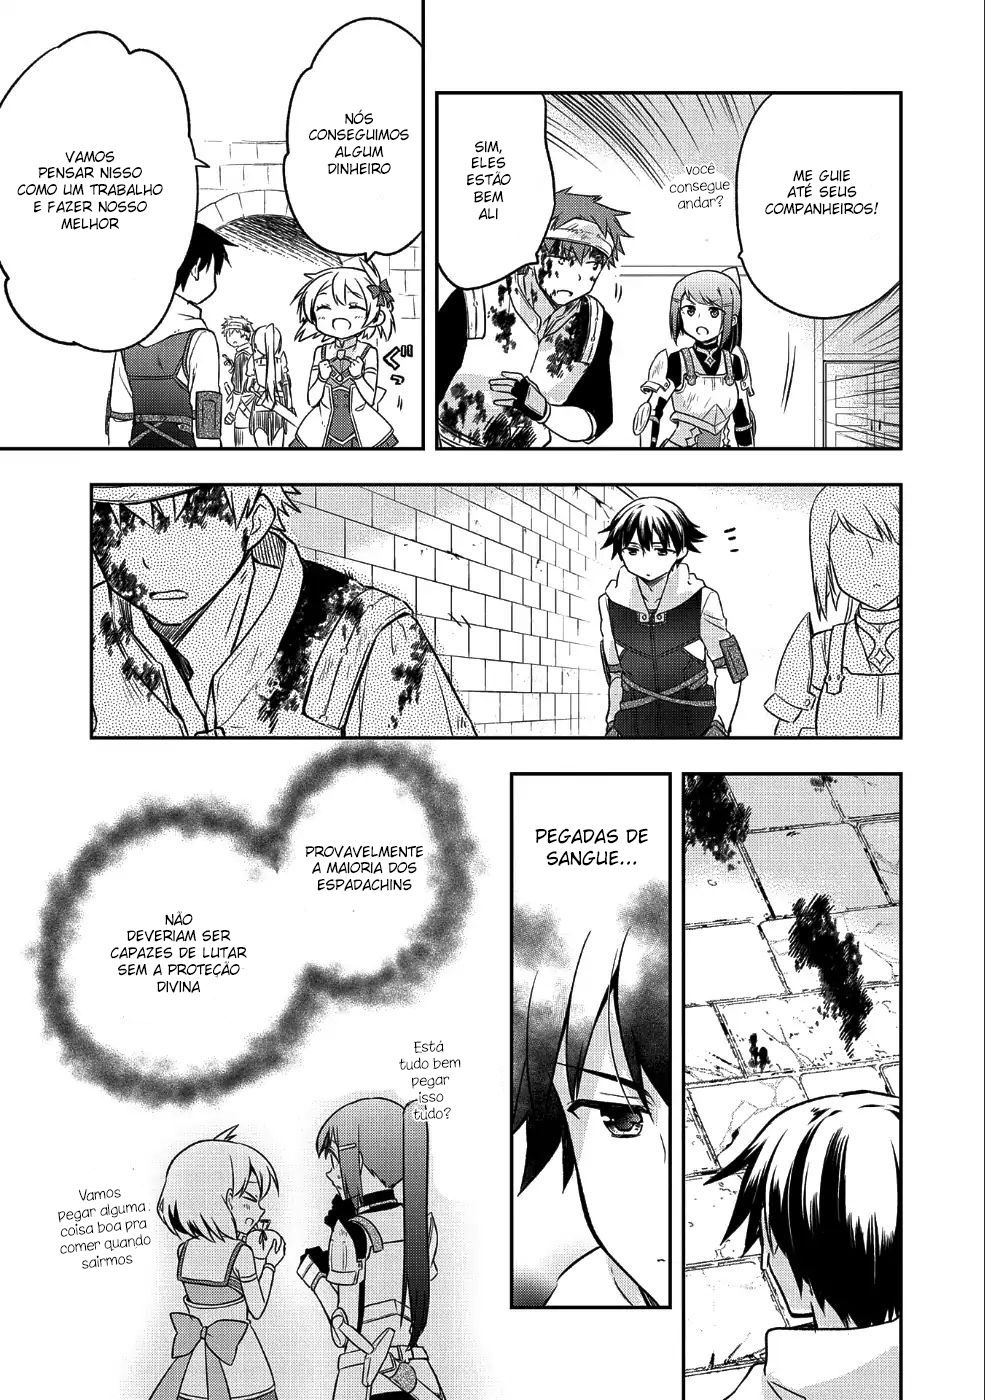 ME GUIE
ATÉ SEUS
COMPANHEIROS!
você
consegue
andar?
SIM,
ELES
ESTÃO
BEM
ALI
NÓS
CONSEGUIMOS
ALGUM
DINHEIRO
VAMOS
PENSAR NISSO
COMO UM TRABALHO
E FAZER NOSSO
MELHOR
ぐっ
PEGADAS DE
SANGUE...
PROVAVELMENTE
A MAIORIA DOS
ESPADACHINS
NÃO
DEVERIAM SER
CAPAZES DE LUTAR
SEM A PROTEÇÃO
DIVINA
Está
tudo bem
pegar
isso
tudo?
Vamos
pegar alguma
coisa boa pra
comer quando
sairmos